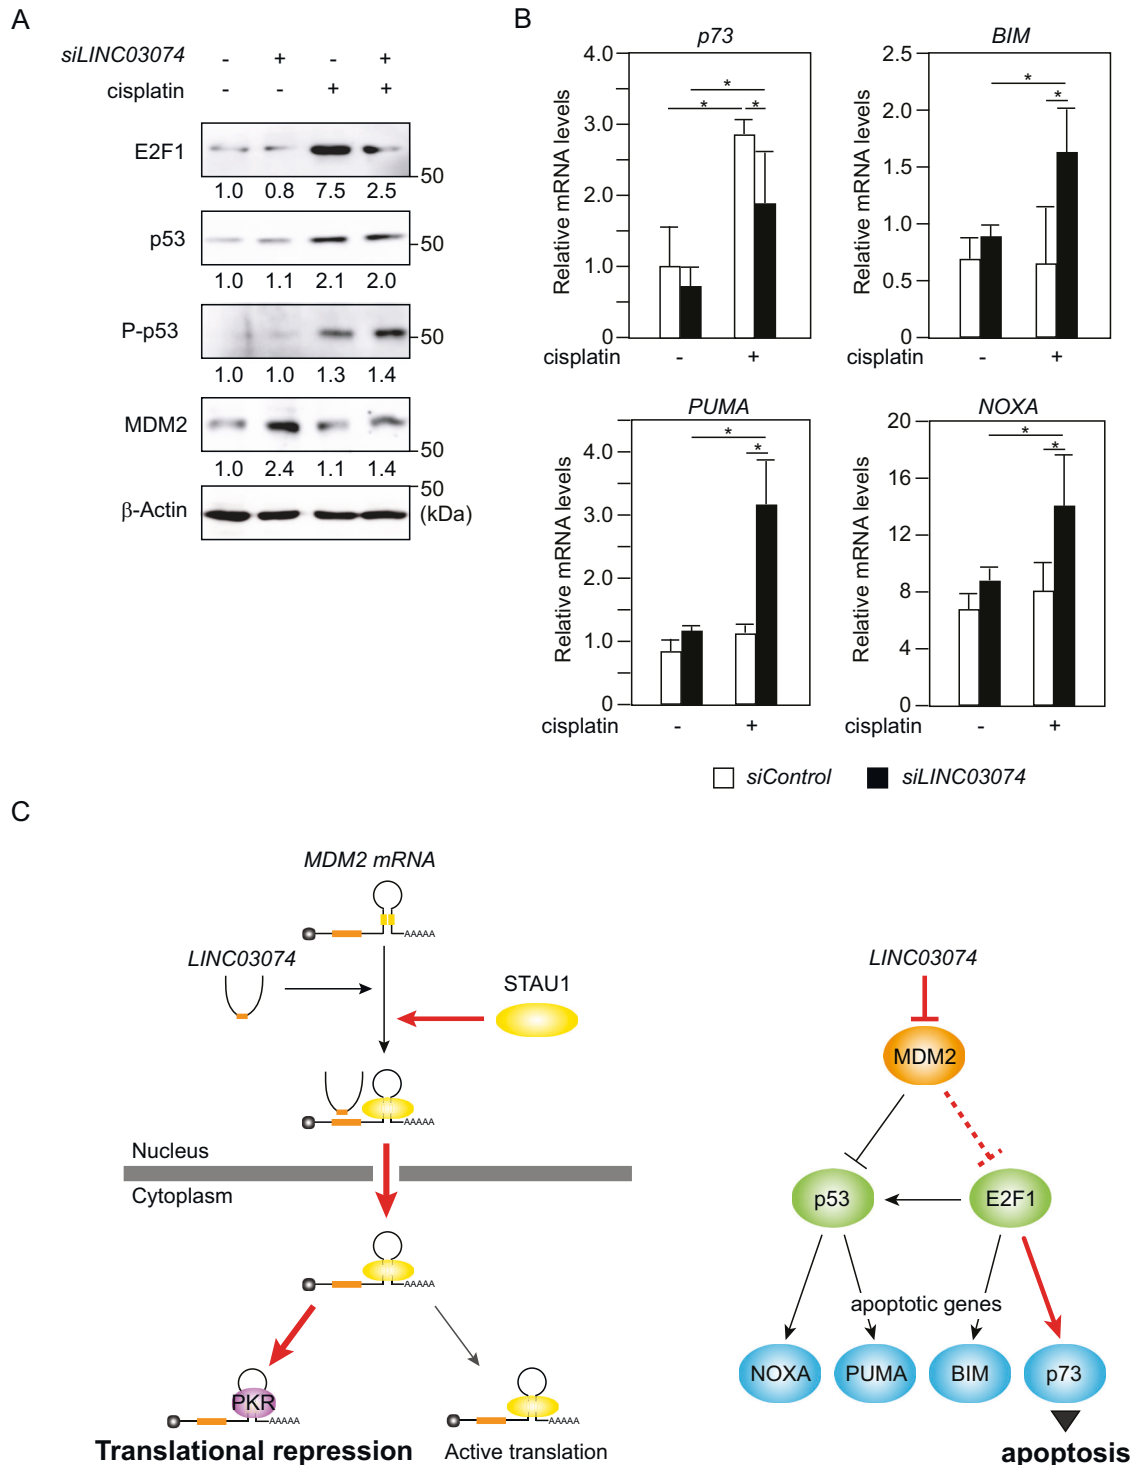 A
siLINC03074 - + - +
cisplatin - - + +
E2F1
50
1.0 0.8 7.5 2.5
p53
50
1.0 1.1 2.1 2.0
P-p53
50
1.0 1.0 1.3 1.4
MDM2
50
1.0 2.4 1.1 1.4
50
β-Actin
(kDa)
B
p73
Relative mRNA levels
4.0
3.0
2.0
1.0
0
* * *
cisplatin - +
BIM
Relative mRNA levels
2.5
2.0
1.5
1.0
0.5
0
* *
cisplatin - +
PUMA
Relative mRNA levels
4.0
3.0
2.0
1.0
0
* *
cisplatin - +
NOXA
Relative mRNA levels
20
16
12
8
4
0
* *
cisplatin - +
siControl siLINC03074
C
MDM2 mRNA
AAAAA
LINC03074
STAU1
AAAAA
Nucleus
Cytoplasm
AAAAA
PKR
AAAAA
AAAAA
Translational repression
Active translation
LINC03074
MDM2
p53
E2F1
apoptotic genes
NOXA PUMA BIM p73
apoptosis